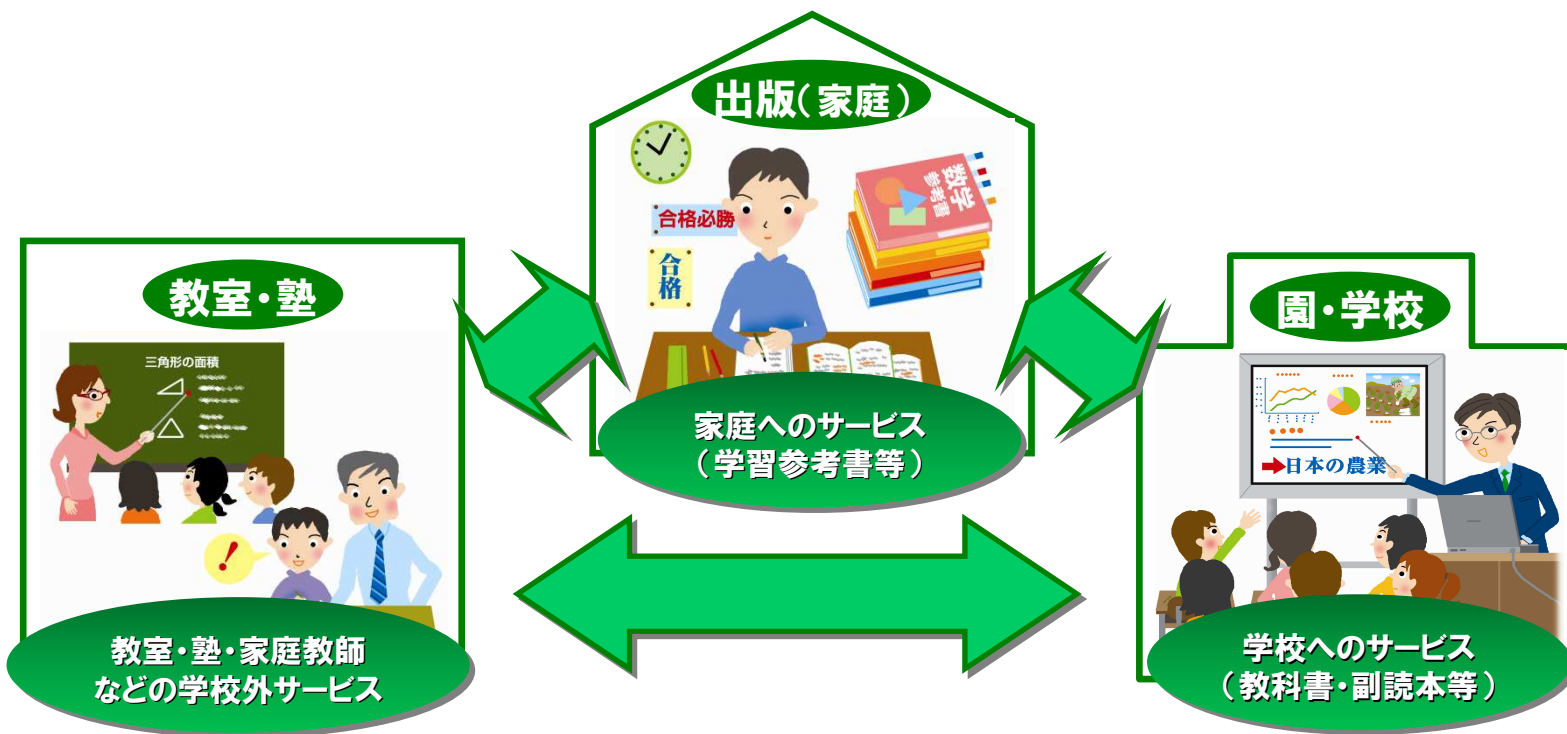 出版（家庭）
合格必勝
合格
数学
参考書
家庭へのサービス
（学習参考書等）
教室・塾
三角形の面積
!
教室・塾・家庭教師
などの学校外サービス
園・学校
➡日本の農業
学校へのサービス
（教科書・副読本等）